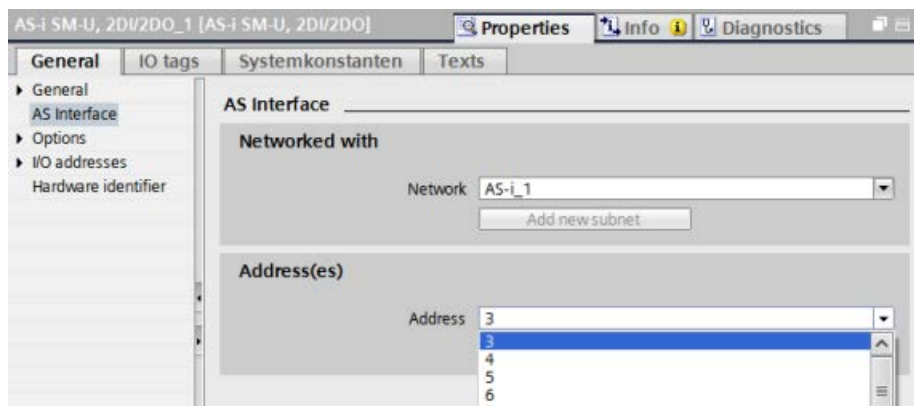 AS-i SM-U, 2DI/2DO_1 [AS-i SM-U, 2DI/2DO]
Properties
Info
Diagnostics
General
IO tags
Systemkonstanten
Texts
General
AS Interface
Options
I/O addresses
Hardware identifier
AS Interface
Networked with
Network AS-i_1
Add new subnet
Address(es)
Address 3
3
4
5
6